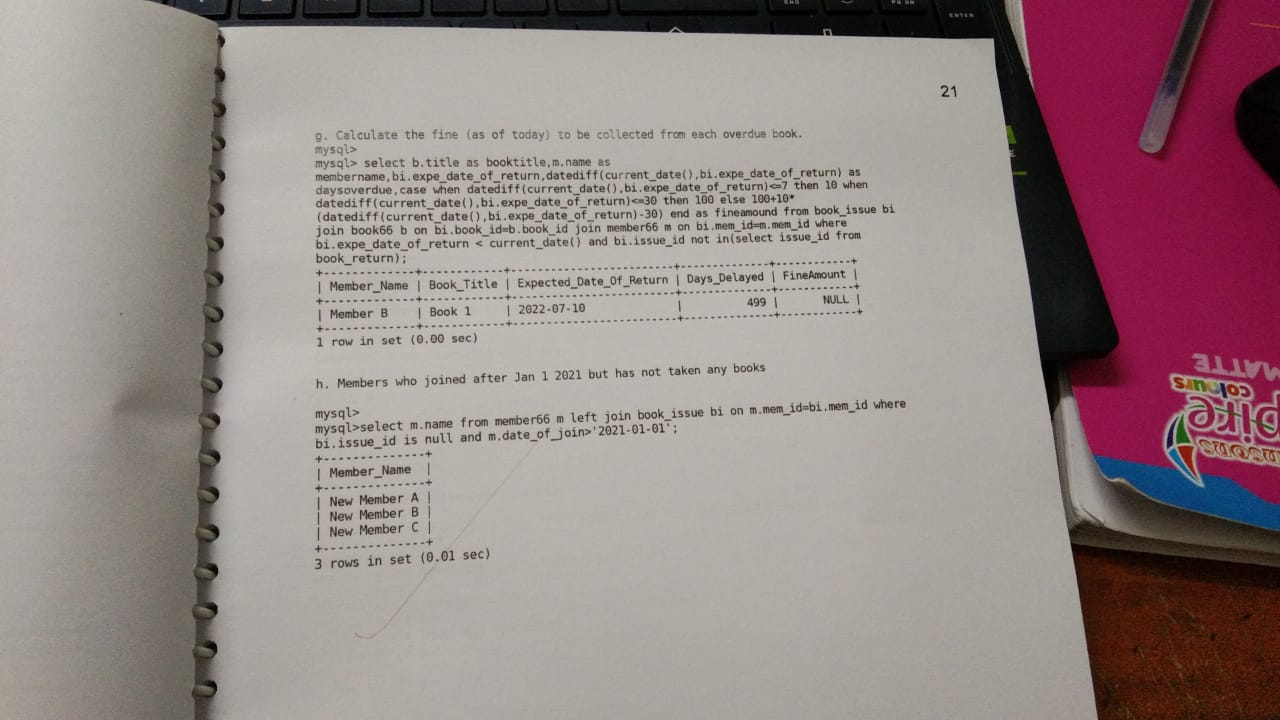 END
PG DN
ENTER
21
g. Calculate the fine (as of today) to be collected from each overdue book.
mysql>
mysql> select b.title as booktitle,m.name as
membername,bi.expe_date_of_return,datediff(current_date(),bi.expe_date_of_return) as
daysoverdue,case when datediff(current_date(),bi.expe_date_of_return)<=7 then 10 when
datediff(current_date(),bi.expe_date_of_return)<=30 then 100 else 100+10*
(datediff(current_date(),bi.expe_date_of_return)-30) end as fineamound from book_issue bi
join book66 b on bi.book_id=b.book_id join member66 m on bi.mem_id=m.mem_id where
bi.expe_date_of_return < current_date() and bi.issue_id not in(select issue_id from
book_return);
+-------------+------------+-------------------------+--------------+------------+
| Member_Name | Book_Title | Expected_Date_Of_Return | Days_Delayed | FineAmount |
+-------------+------------+-------------------------+--------------+------------+
| Member B | Book 1 | 2022-07-10 | 499 | NULL |
+-------------+------------+-------------------------+--------------+------------+
1 row in set (0.00 sec)
h. Members who joined after Jan 1 2021 but has not taken any books
mysql>
mysql>select m.name from member66 m left join book_issue bi on m.mem_id=bi.mem_id where
bi.issue_id is null and m.date_of_join>'2021-01-01';
+--------------+
| Member_Name |
+--------------+
| New Member A |
| New Member B |
| New Member C |
+--------------+
3 rows in set (0.01 sec)
MATTE
colours